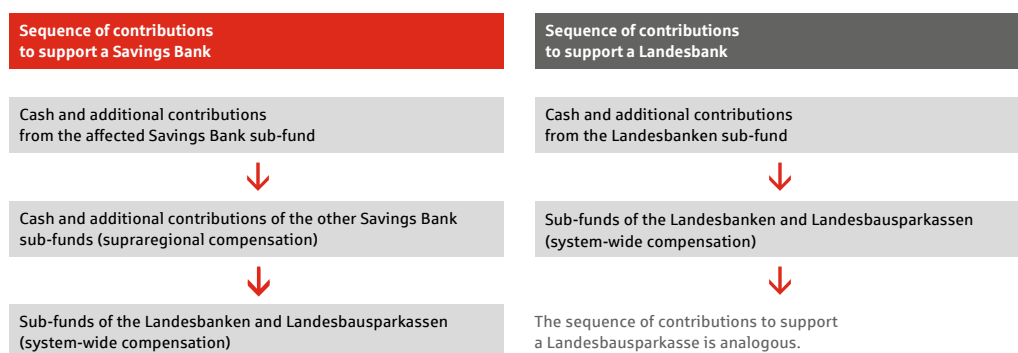 Sequence of contributions
to support a Savings Bank
Cash and additional contributions
from the affected Savings Bank sub-fund
Cash and additional contributions of the other Savings Bank
sub-funds (supraregional compensation)
Sub-funds of the Landesbanken and Landesbausparkassen
(system-wide compensation)
Sequence of contributions
to support a Landesbank
Cash and additional contributions
from the Landesbanken sub-fund
Sub-funds of the Landesbanken and Landesbausparkassen
(system-wide compensation)
The sequence of contributions to support
a Landesbausparkasse is analogous.